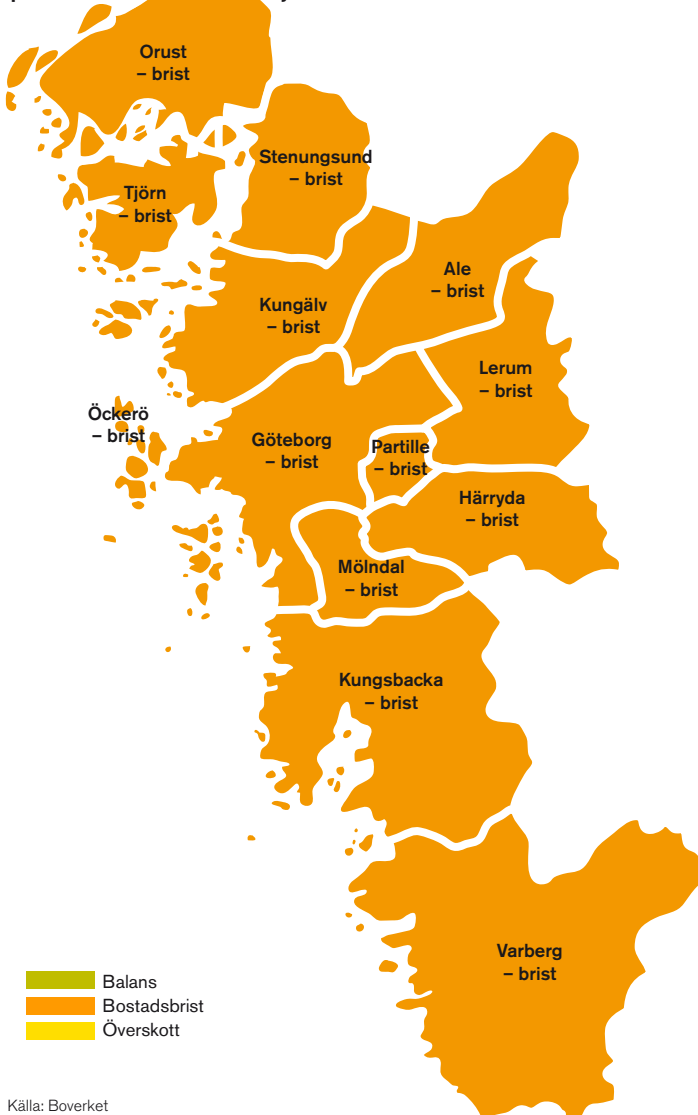 Orust
– brist
Stenungsund
– brist
Tjörn
– brist
Ale
– brist
Kungälv
– brist
Lerum
– brist
Öckerö
– brist
Göteborg
– brist
Partille
– brist
Härryda
– brist
Mölndal
– brist
Kungsbacka
– brist
Varberg
– brist
Balans
Bostadsbrist
Överskott
Källa: Boverket